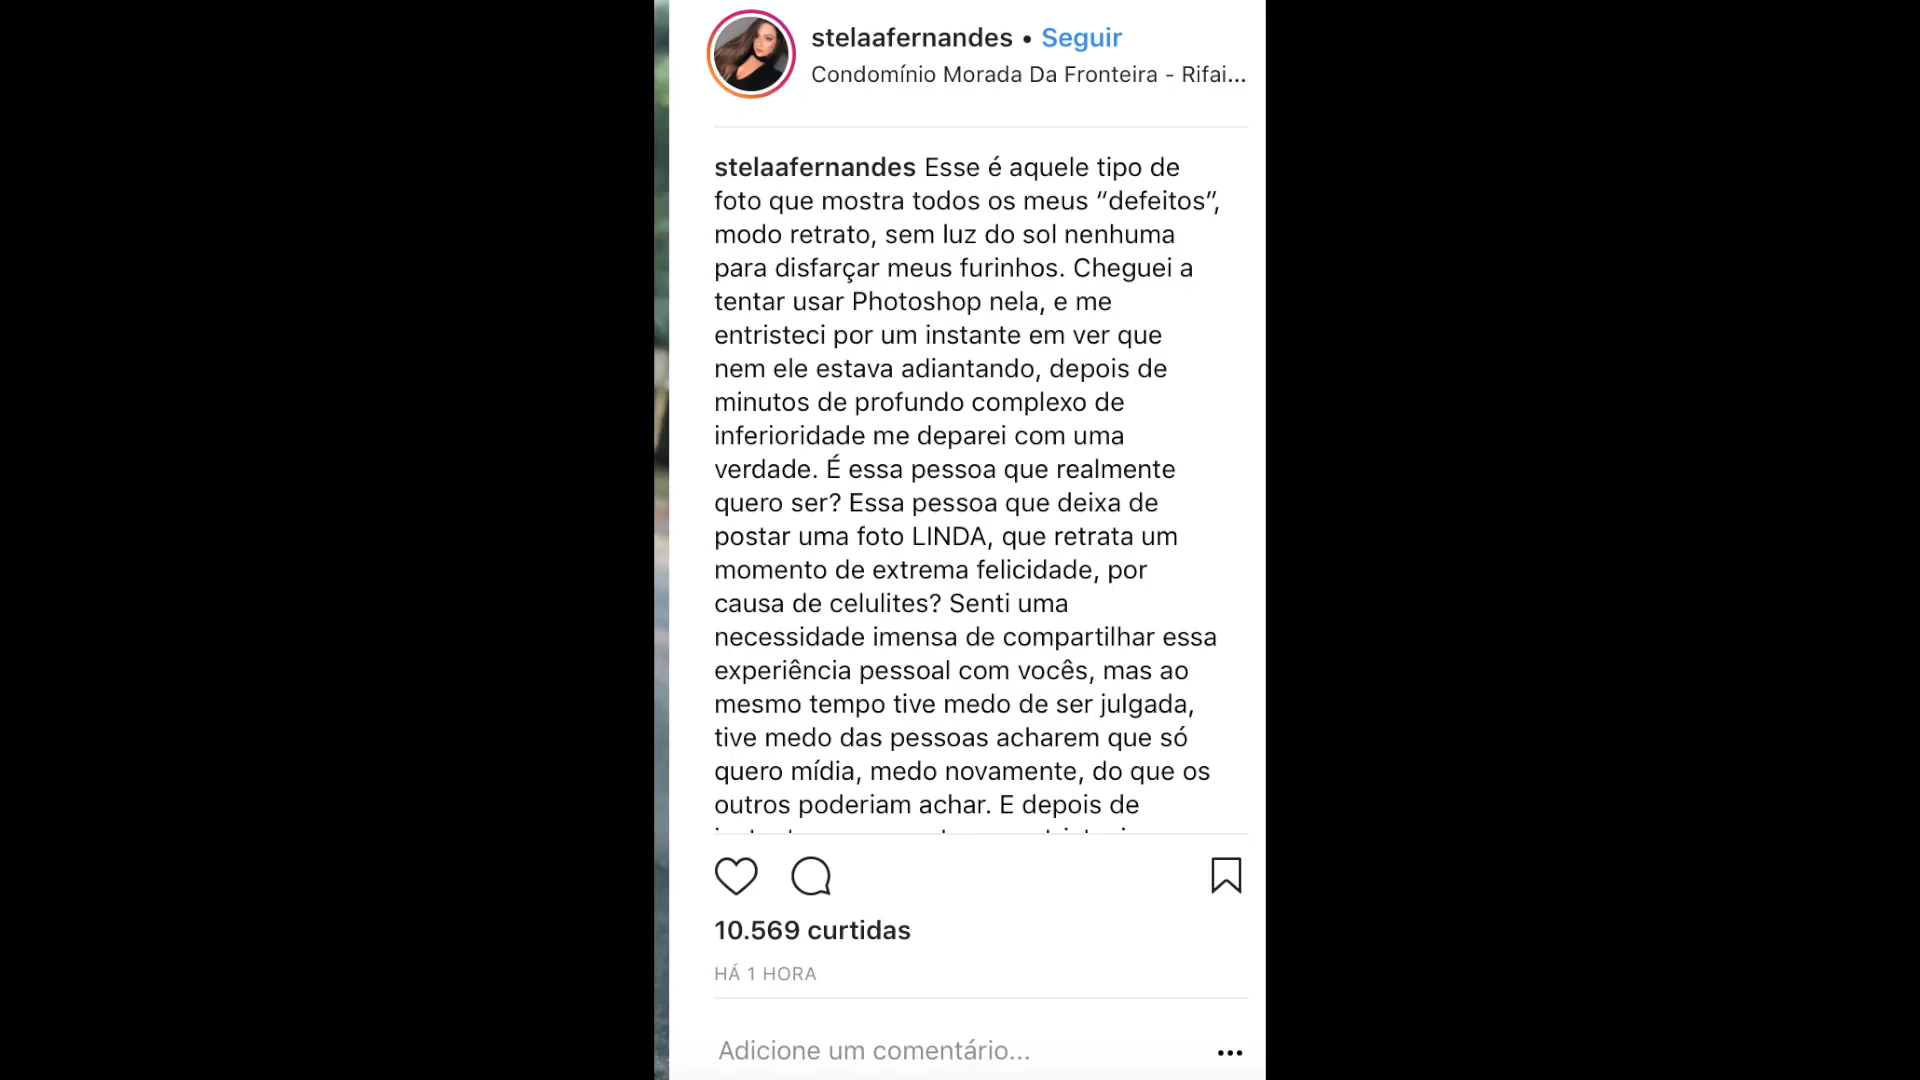 stelaafernandes • Seguir
Condomínio Morada Da Fronteira - Rifai...
stelaafernandes Esse é aquele tipo de
foto que mostra todos os meus “defeitos”,
modo retrato, sem luz do sol nenhuma
para disfarçar meus furinhos. Cheguei a
tentar usar Photoshop nela, e me
entristeci por um instante em ver que
nem ele estava adiantando, depois de
minutos de profundo complexo de
inferioridade me deparei com uma
verdade. É essa pessoa que realmente
quero ser? Essa pessoa que deixa de
postar uma foto LINDA, que retrata um
momento de extrema felicidade, por
causa de celulites? Senti uma
necessidade imensa de compartilhar essa
experiência pessoal com vocês, mas ao
mesmo tempo tive medo de ser julgada,
tive medo das pessoas acharem que só
quero mídia, medo novamente, do que os
outros poderiam achar. E depois de
10.569 curtidas
HÁ 1 HORA
Adicione um comentário...